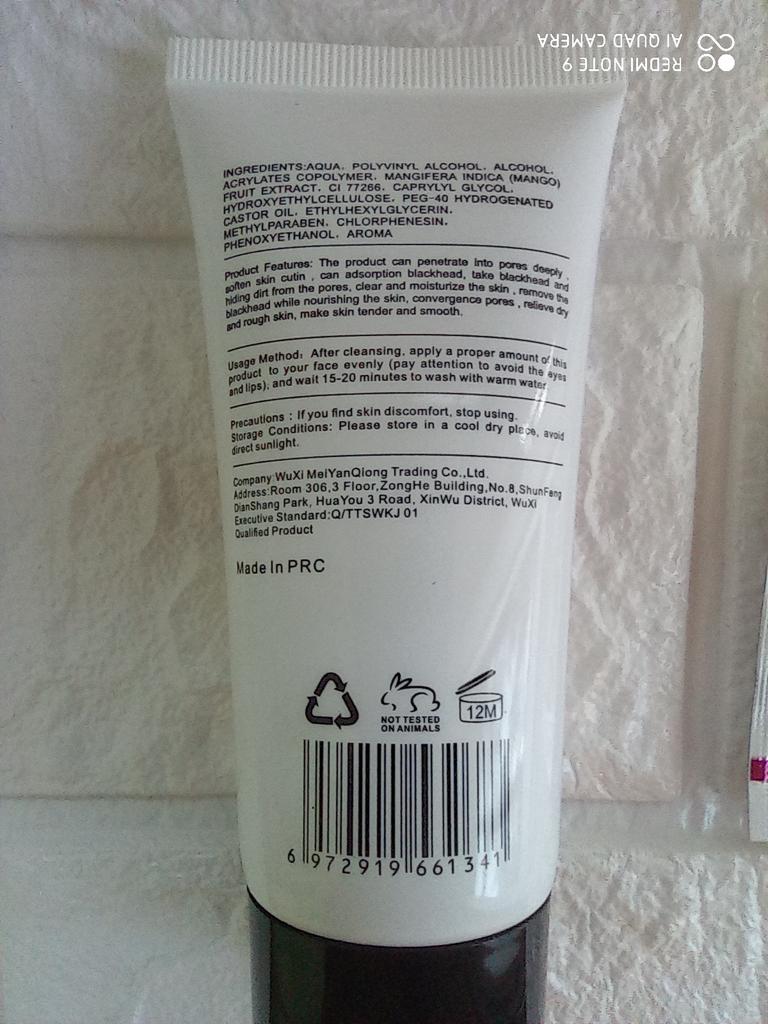 REDMI NOTE 9
AI QUAD CAMERA
INGREDIENTS:AQUA, POLYVINYL ALCOHOL, ALCOHOL,
ACRYLATES COPOLYMER, MANGIFERA INDICA (MANGO)
FRUIT EXTRACT, CI 77266, CAPRYLYL GLYCOL,
HYDROXYETHYLCELLULOSE, PEG-40 HYDROGENATED
CASTOR OIL, ETHYLHEXYLGLYCERIN,
METHYLPARABEN, CHLORPHENESIN,
PHENOXYETHANOL, AROMA
Product Features: The product can penetrate into pores deeply ,
soften skin cutin , can adsorption blackhead, take blackhead and
hiding dirt from the pores, clear and moisturize the skin , remove the
blackhead while nourishing the skin, convergence pores , relieve dry
and rough skin, make skin tender and smooth.
Usage Method: After cleansing, apply a proper amount of this
product to your face evenly (pay attention to avoid the eyes
and lips), and wait 15-20 minutes to wash with warm water
Precautions : If you find skin discomfort, stop using.
Storage Conditions: Please store in a cool dry place, avoid
direct sunlight.
Company:WuXi MeiYanQiong Trading Co.,Ltd.
Address:Room 306,3 Floor,ZongHe Building,No.8,ShunFeng
DianShang Park, HuaYou 3 Road, XinWu District, WuXi
Executive Standard:Q/TTSWKJ 01
Qualified Product
Made In PRC
NOT TESTED
ON ANIMALS
12M
6 972919 661341